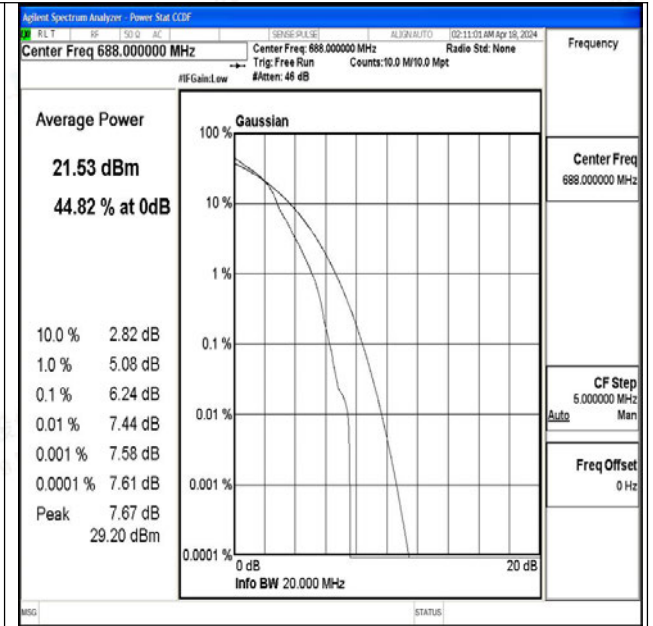 Agilent Spectrum Analyzer - Power Stat CCDF
RL T RF 50 Ω AC SENSE:PULSE ALIGN AUTO 02:11:01 AM Apr 18, 2024
Center Freq 688.000000 MHz
Center Freq: 688.000000 MHz Radio Std: None
Trig: Free Run Counts:10.0 M/10.0 Mpt
#IFGain:Low #Atten: 46 dB
Frequency
Average Power
21.53 dBm
44.82 % at 0dB
10.0 % 2.82 dB
1.0 % 5.08 dB
0.1 % 6.24 dB
0.01 % 7.44 dB
0.001 % 7.58 dB
0.0001 % 7.61 dB
Peak 7.67 dB
29.20 dBm
Gaussian
100 %
10 %
1 %
0.1 %
0.01 %
0.001 %
0.0001 %
0 dB 20 dB
Info BW 20.000 MHz
Center Freq
688.000000 MHz
CF Step
5.000000 MHz
Auto Man
Freq Offset
0 Hz
MSG STATUS